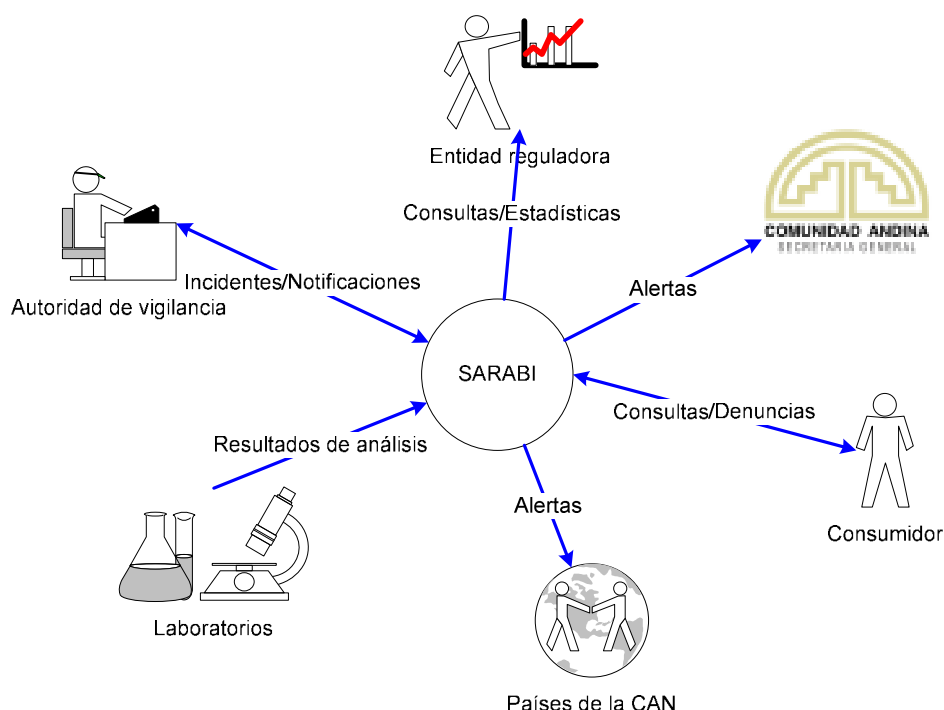 Entidad reguladora
Consultas/Estadísticas
COMUNIDAD ANDINA
SECRETARIA GENERAL
Autoridad de vigilancia
Incidentes/Notificaciones
Alertas
SARABI
Consultas/Denuncias
Resultados de análisis
Alertas
Consumidor
Laboratorios
Países de la CAN